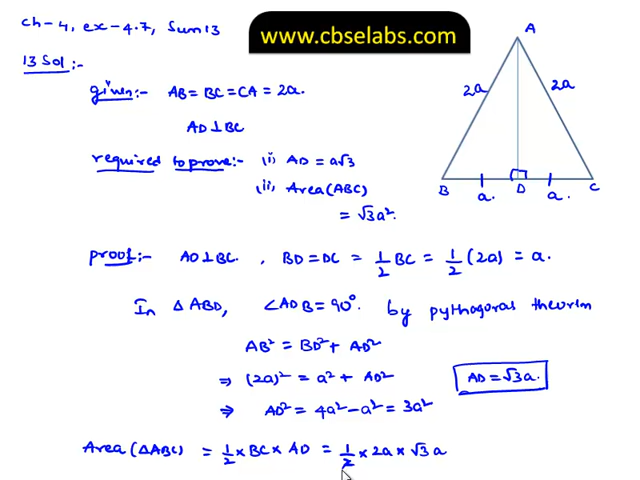 ch-4, ex-4.7, Sum 13
www.cbselabs.com
13 Sol:-
given:- AB = BC = CA = 2a.
AD ⊥ BC
required to prove:- (i) AD = a√3
(ii) Area(ABC)
= √3a².
A
2a 2a
B a. D a. C
proof:- AD ⊥ BC. , BD = DC = 1/2 BC = 1/2 (2a) = a.
In Δ ABD, ∠ADB = 90°. by pythagoras theorim
AB² = BD² + AD²
⇒ (2a)² = a² + AD²
AD = √3a.
⇒ AD² = 4a² - a² = 3a²
Area (ΔABC) = 1/2 × BC × AD = 1/2 × 2a × √3 a